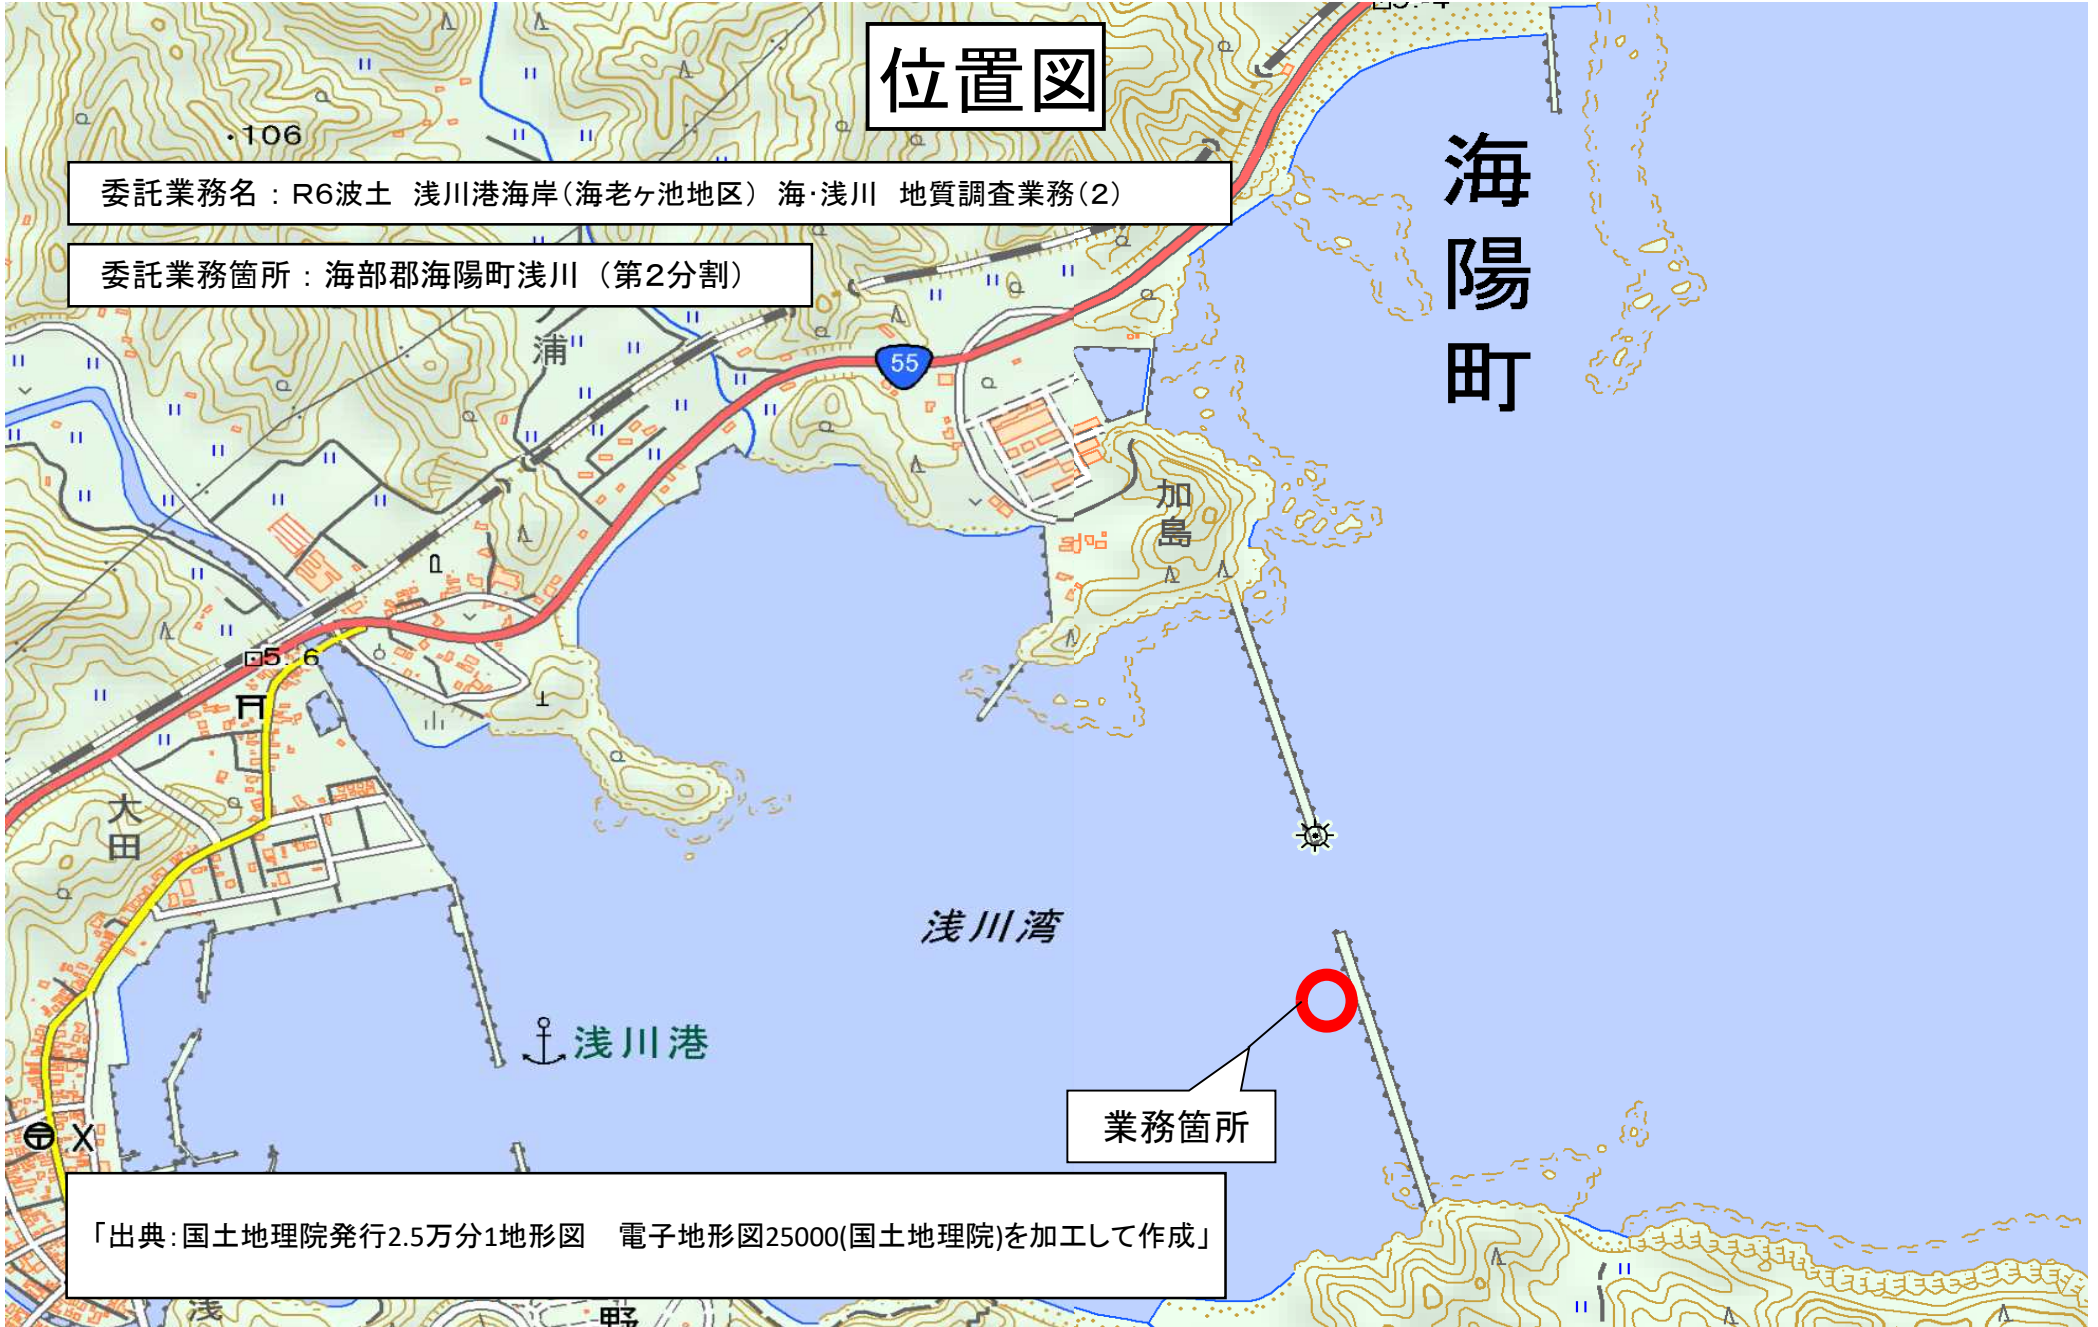 位置図
・106
委託業務名：R6波土　浅川港海岸（海老ヶ池地区）　海・浅川　地質調査業務（2）
委託業務箇所：海部郡海陽町浅川（第2分割）
海陽町
浦
55
加島
5.6
大田
浅川湾
浅川港
業務箇所
「出典：国土地理院発行2.5万分1地形図　電子地形図25000(国土地理院)を加工して作成」
浅
野